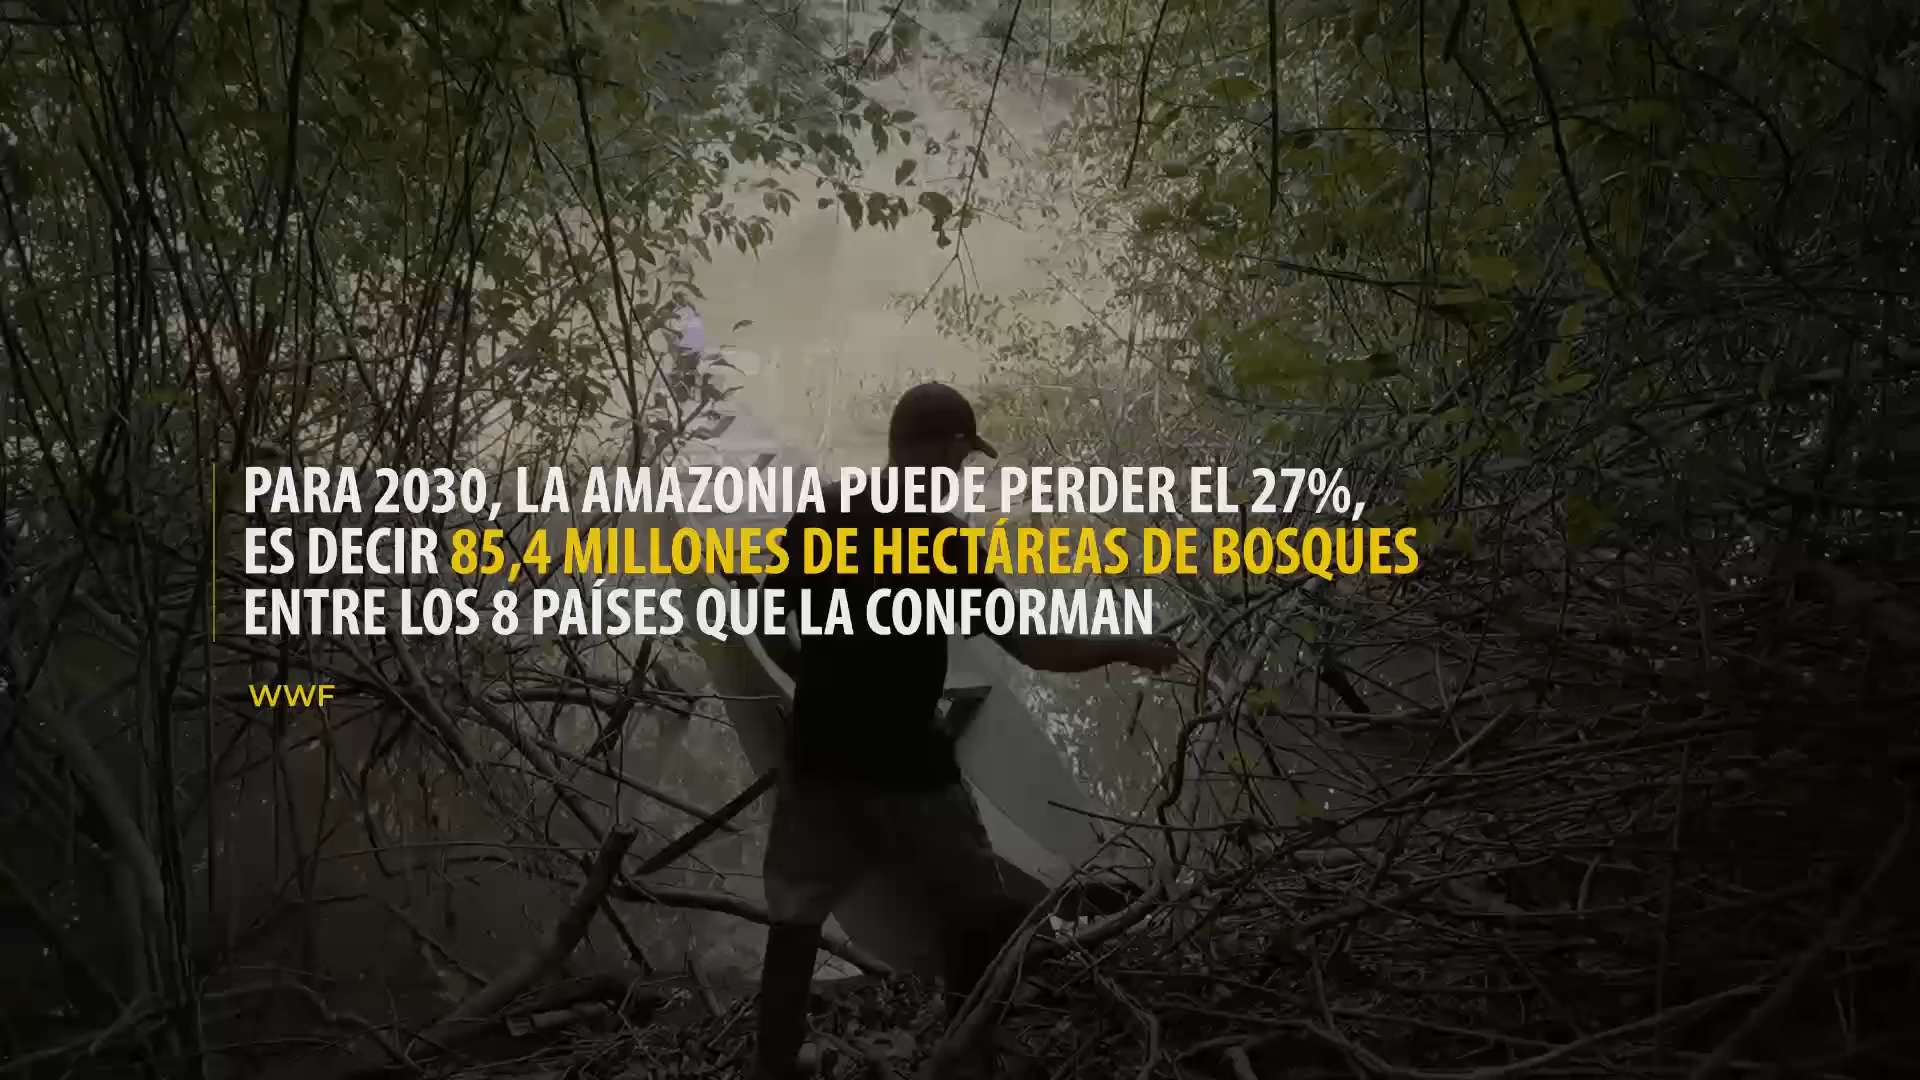 PARA 2030, LA AMAZONIA PUEDE PERDER EL 27%,
ES DECIR 85,4 MILLONES DE HECTÁREAS DE BOSQUES
ENTRE LOS 8 PAÍSES QUE LA CONFORMAN
WWF